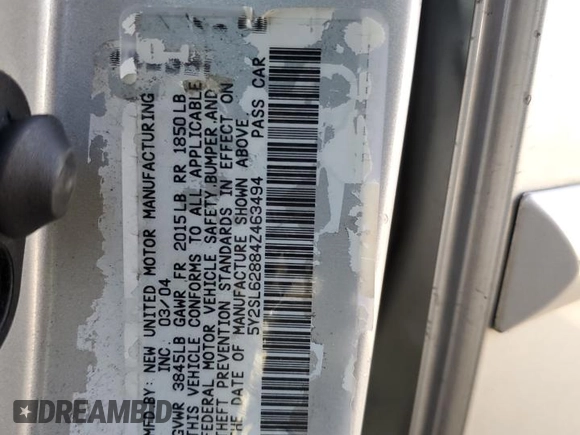 MFD.BY: NEW UNITED MOTOR MANUFACTURING
INC. 03/04
GVWR 3845LB GAWR FR 2015LB RR 1850LB
THIS VEHICLE CONFORMS TO ALL APPLICABLE
FEDERAL MOTOR VEHICLE SAFETY,BUMPER,AND
THEFT PREVENTION STANDARDS IN EFFECT ON
THE DATE OF MANUFACTURE SHOWN ABOVE.
5Y2SL62884Z463494 PASS CAR
DREAMBID